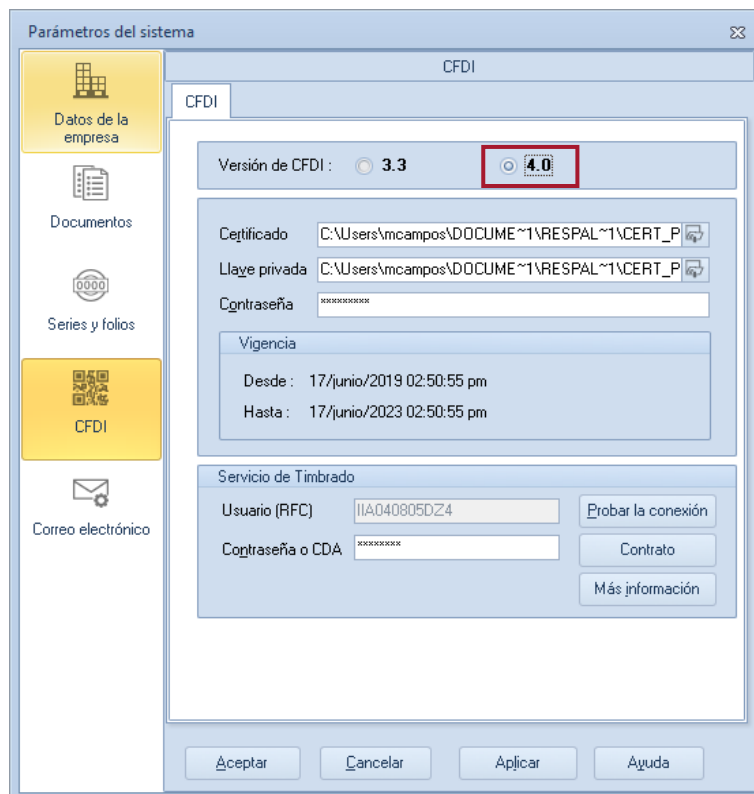 Parámetros del sistema
CFDI
Datos de la
empresa
Documentos
Series y folios
CFDI
Correo electrónico
CFDI
Versión de CFDI : 3.3 4.0
Certificado C:\Users\mcampos\DOCUME~1\RESPAL~1\CERT_P
Llave privada C:\Users\mcampos\DOCUME~1\RESPAL~1\CERT_P
Contraseña *********
Vigencia
Desde : 17/junio/2019 02:50:55 pm
Hasta : 17/junio/2023 02:50:55 pm
Servicio de Timbrado
Usuario (RFC) IIA040805DZ4 Probar la conexión
Contraseña o CDA ******** Contrato
Más información
Aceptar Cancelar Aplicar Ayuda